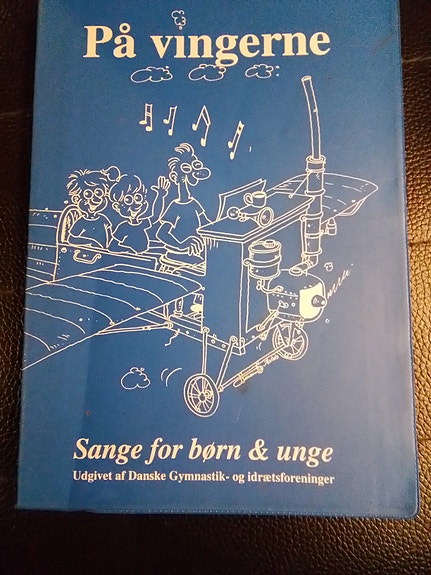 På vingerne
Sange for børn & unge
Udgivet af Danske Gymnastik- og idrætsforeninger